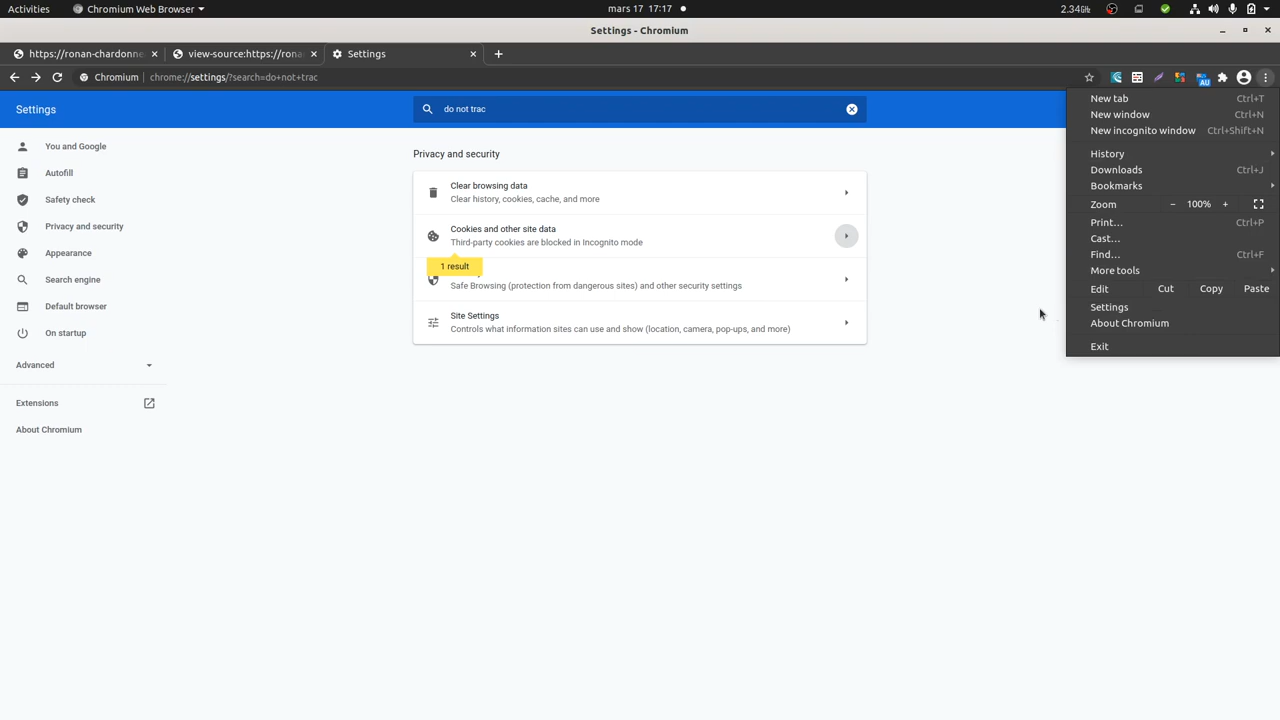 Activities
Chromium Web Browser
mars 17 17:17
2.34GHz
Settings - Chromium
https://ronan-chardonne
view-source:https://ronan
Settings
Chromium
chrome://settings/?search=do+not+trac
AU
Settings
do not trac
You and Google
Autofill
Safety check
Privacy and security
Appearance
Search engine
Default browser
On startup
Advanced
Extensions
About Chromium
Privacy and security
Clear browsing data
Clear history, cookies, cache, and more
Cookies and other site data
Third-party cookies are blocked in Incognito mode
1 result
Safe Browsing (protection from dangerous sites) and other security settings
Site Settings
Controls what information sites can use and show (location, camera, pop-ups, and more)
New tab Ctrl+T
New window Ctrl+N
New incognito window Ctrl+Shift+N
History
Downloads Ctrl+J
Bookmarks
Zoom − 100% +
Print… Ctrl+P
Cast…
Find… Ctrl+F
More tools
Edit Cut Copy Paste
Settings
About Chromium
Exit